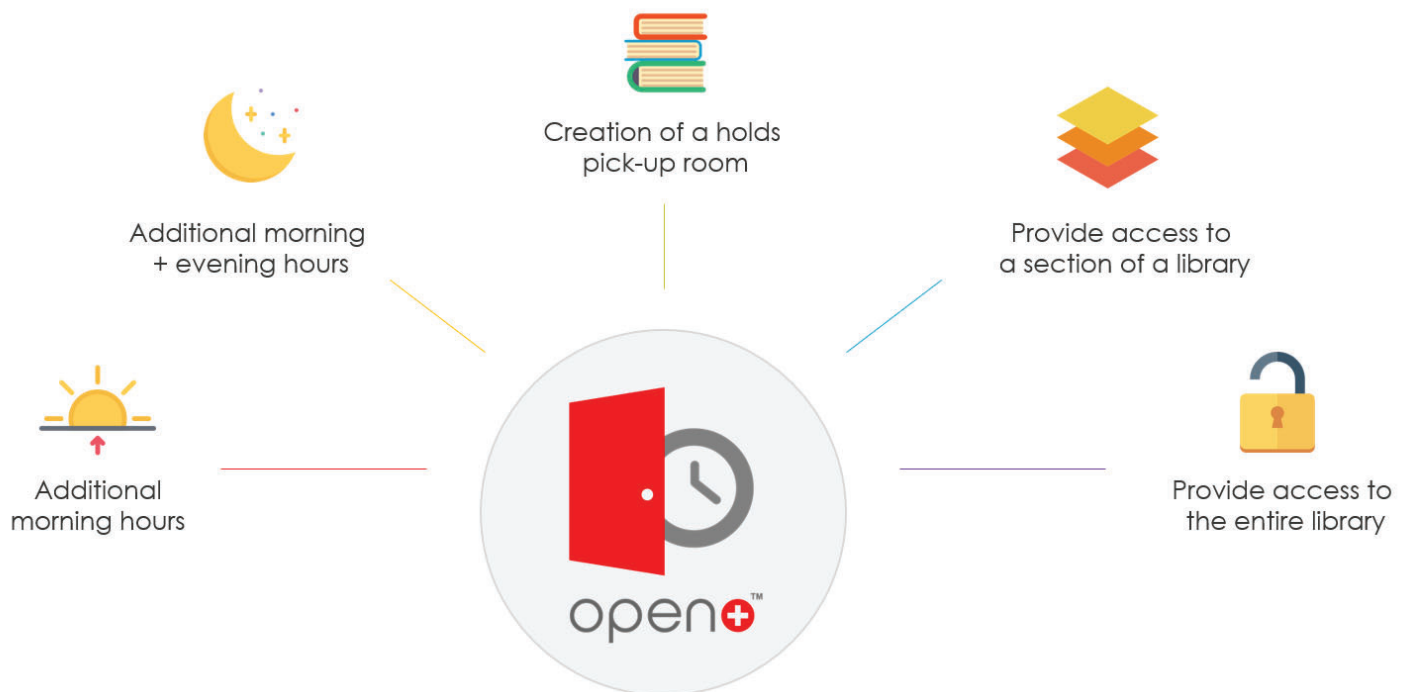 Creation of a holds
pick-up room
Additional morning
+ evening hours
Provide access to
a section of a library
Additional
morning hours
Provide access to
the entire library
open+™